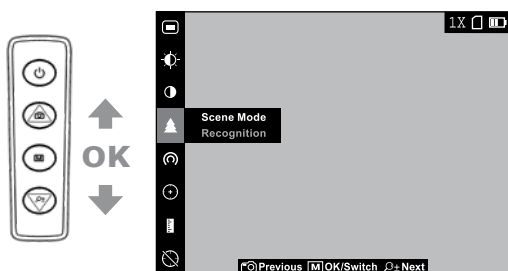 1X
OK
Scene Mode
Recognition
Previous M OK/Switch + Next